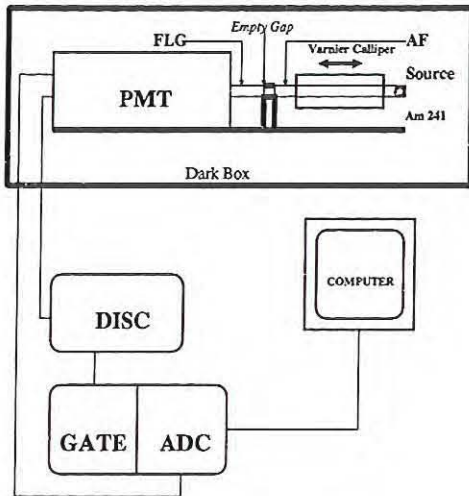 Empty Gap
FLG AF
Varnier Calliper
Source
PMT
Am 241
Dark Box
COMPUTER
DISC
GATE ADC